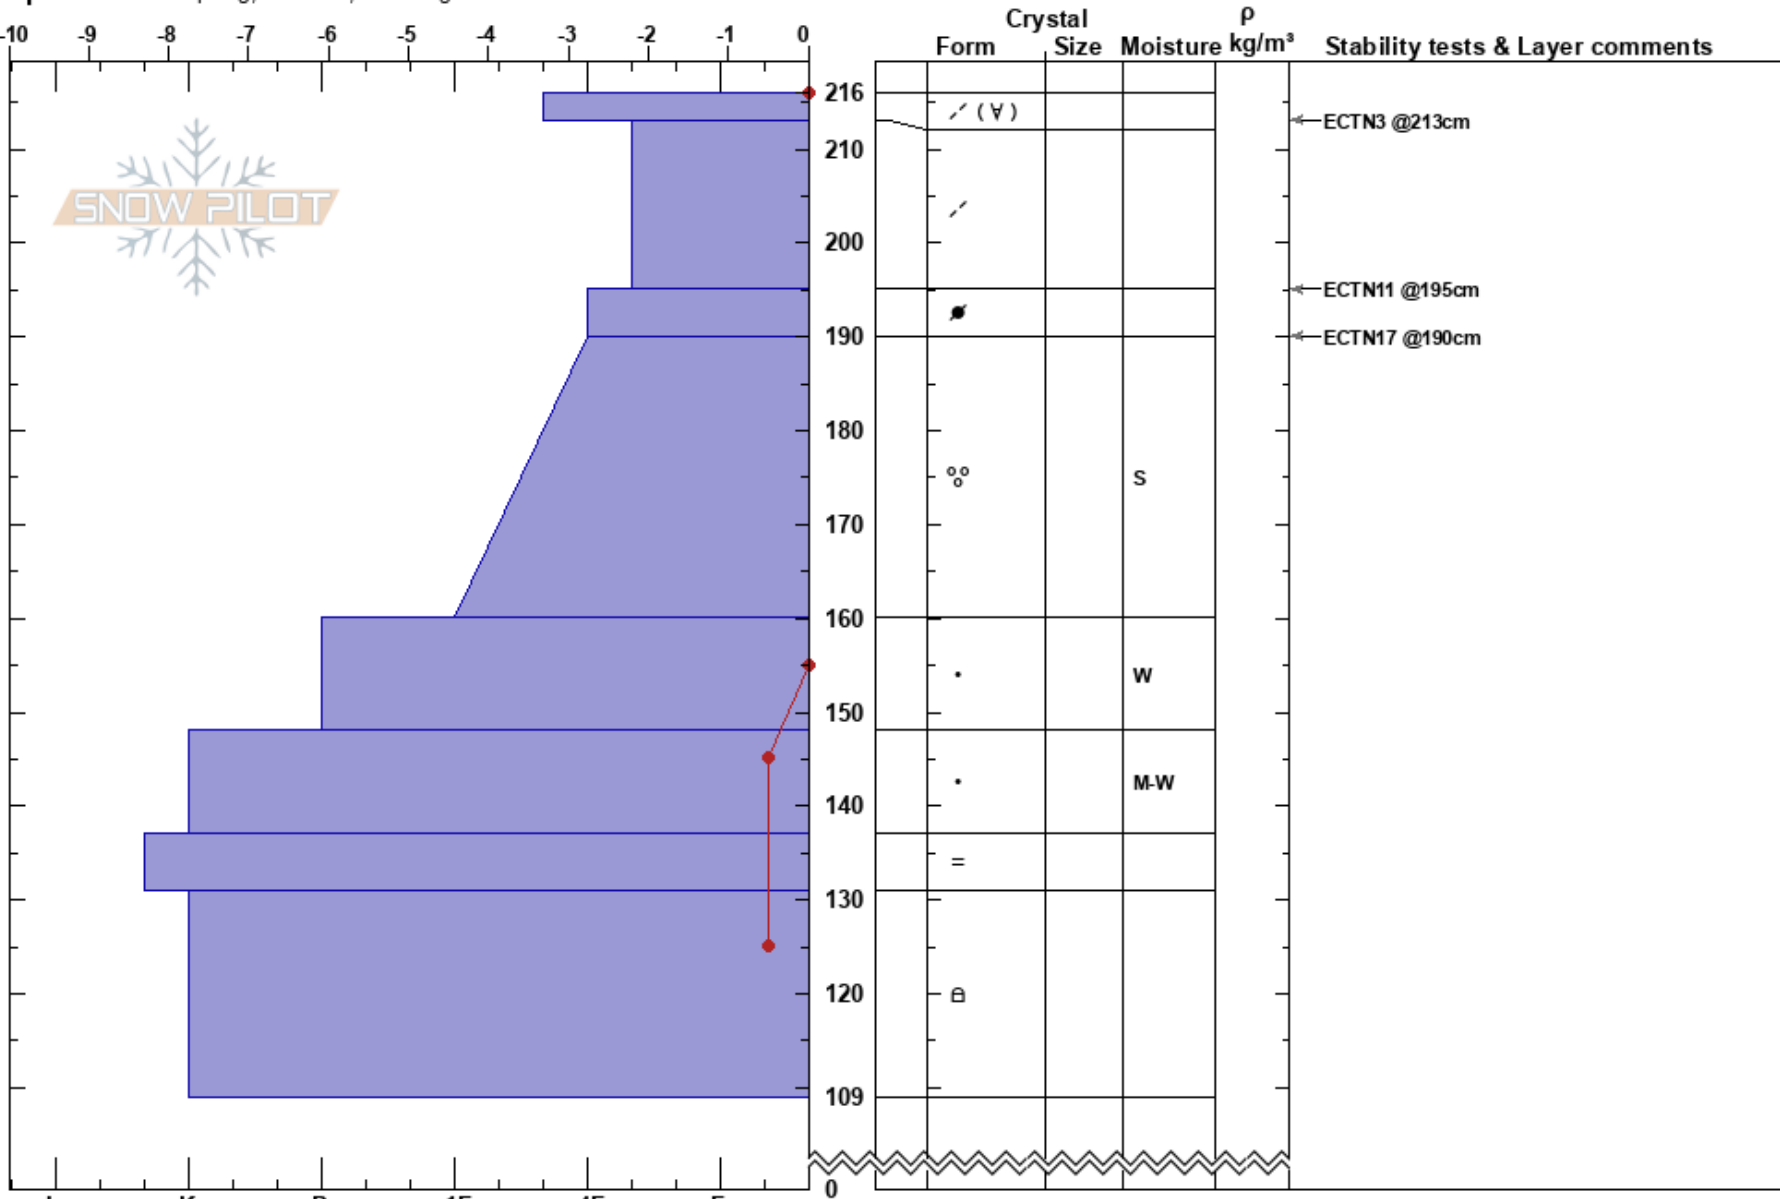 -10 -9 -8 -7 -6 -5 -4 -3 -2 -1 0
Crystal ρ
Form Size Moisture kg/m³ Stability tests & Layer comments
216
( ∀ )
ECTN3 @213cm
210
SNOW PILOT
200
195
ECTN11 @195cm
190
ECTN17 @190cm
180
S
170
160
W
150
M-W
140
130
120
109
0